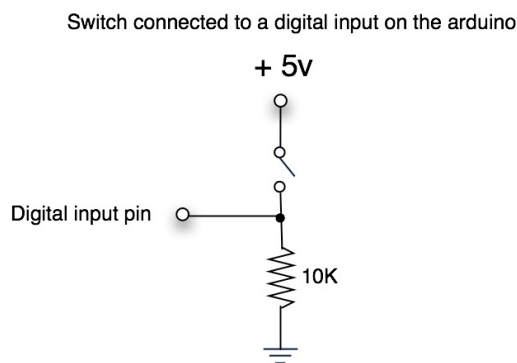 Switch connected to a digital input on the arduino
+ 5v
Digital input pin
10K